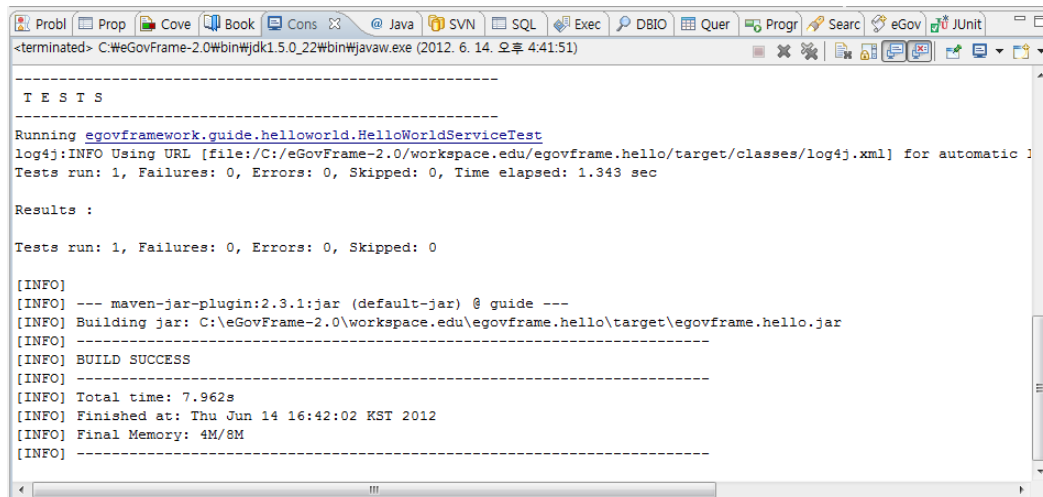 Probl Prop Cove Book Cons @ Java SVN SQL Exec DBIO Quer Progr Searc eGov JUnit
<terminated> C:₩eGovFrame-2.0₩bin₩jdk1.5.0_22₩bin₩javaw.exe (2012. 6. 14. 오후 4:41:51)
-------------------------------------------------------
T E S T S
-------------------------------------------------------
Running egovframework.guide.helloworld.HelloWorldServiceTest
log4j:INFO Using URL [file:/C:/eGovFrame-2.0/workspace.edu/egovframe.hello/target/classes/log4j.xml] for automatic
Tests run: 1, Failures: 0, Errors: 0, Skipped: 0, Time elapsed: 1.343 sec
Results :
Tests run: 1, Failures: 0, Errors: 0, Skipped: 0
[INFO]
[INFO] --- maven-jar-plugin:2.3.1:jar (default-jar) @ guide ---
[INFO] Building jar: C:\eGovFrame-2.0\workspace.edu\egovframe.hello\target\egovframe.hello.jar
[INFO] ------------------------------------------------------------------------
[INFO] BUILD SUCCESS
[INFO] ------------------------------------------------------------------------
[INFO] Total time: 7.962s
[INFO] Finished at: Thu Jun 14 16:42:02 KST 2012
[INFO] Final Memory: 4M/8M
[INFO] ------------------------------------------------------------------------